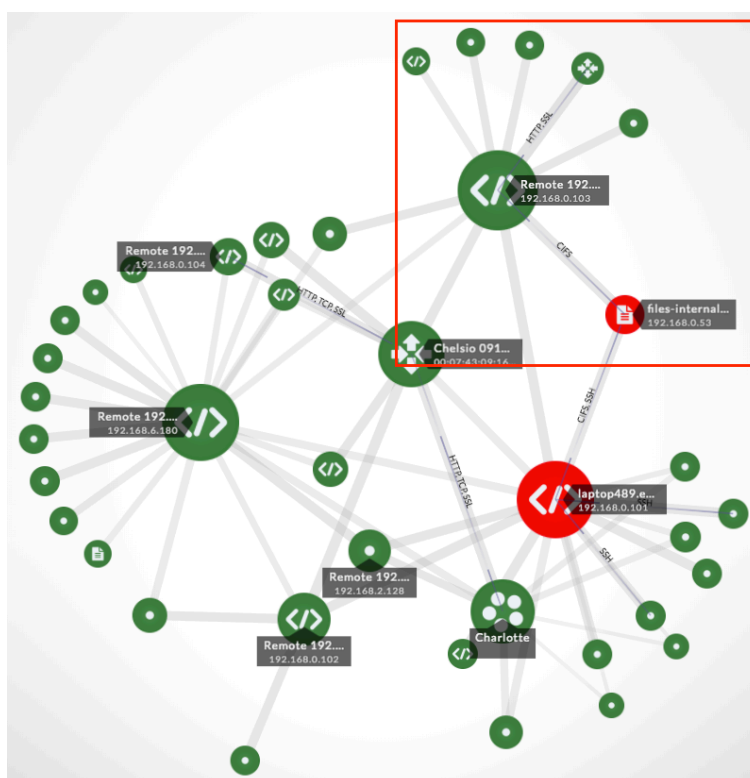 HTTP,SSL
Remote 192....
192.168.0.103
CIFS
Remote 192....
192.168.0.104
HTTP,TCP,SSL
files-internal...
192.168.0.53
Chelsio 091...
00:07:43:09:16...
CIFS,SSH
Remote 192....
192.168.6.180
HTTP,TCP,SSL
laptop489.e...
192.168.0.101
SSH
SSH
Remote 192....
192.168.2.128
Charlotte
Remote 192....
192.168.0.102